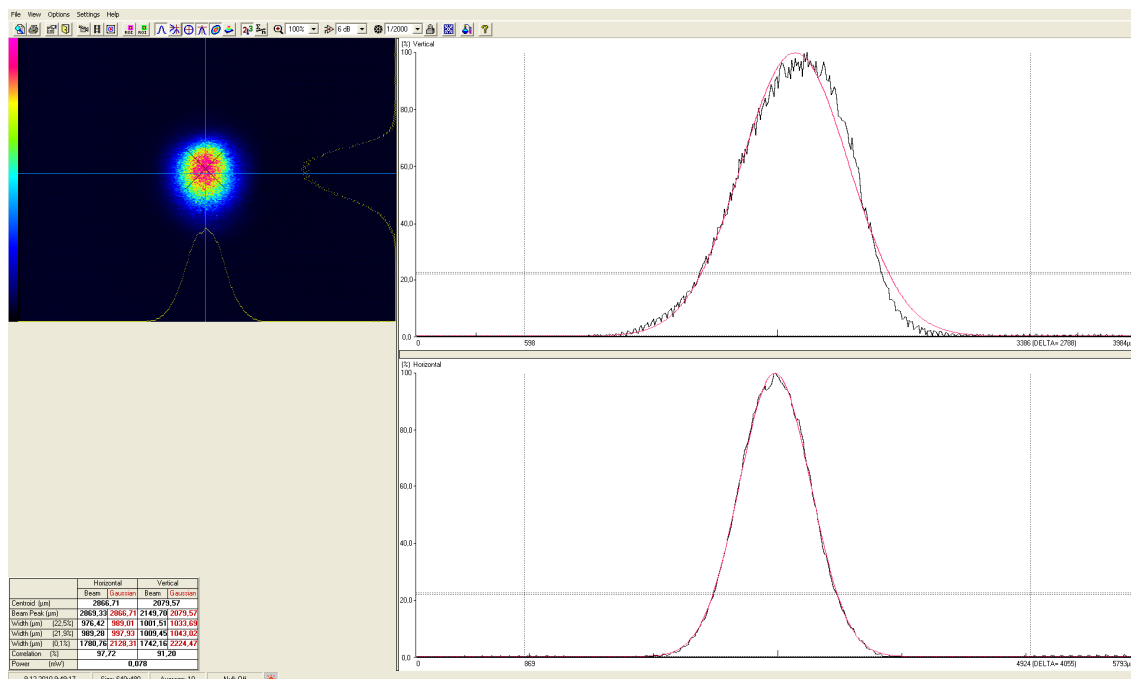 File View Options Settings Help
ROI ROI 100% 6 dB 1/2000
(%) Vertical
100
80,0
60,0
40,0
20,0
0,0
0 598 3386 (DELTA= 2788) 3984µ
(%) Horizontal
100
80,0
60,0
40,0
20,0
0,0
0 869 4924 (DELTA= 4055) 5793µ
Horizontal Vertical
Beam Gaussian Beam Gaussian
Centroid (µm) 2866,71 2079,57
Beam Peak (µm) 2869,33 2866,71 2149,70 2079,57
Width (µm) (22,5%) 976,42 989,01 1001,51 1033,69
Width (µm) (21,9%) 989,28 997,93 1009,45 1043,02
Width (µm) (0,1%) 1780,76 2128,31 1742,16 2224,47
Correlation (%) 97,72 91,20
Power (mW) 0,078